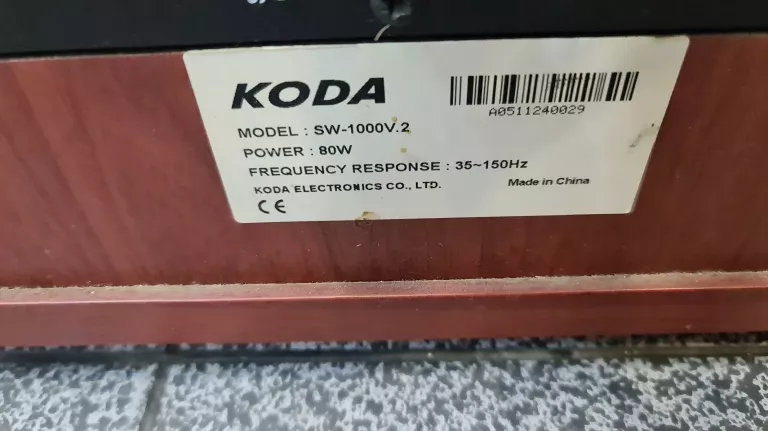 KODA
A0511240029
MODEL : SW-1000V.2
POWER : 80W
FREQUENCY RESPONSE : 35~150Hz
KODA ELECTRONICS CO., LTD. Made in China
CE